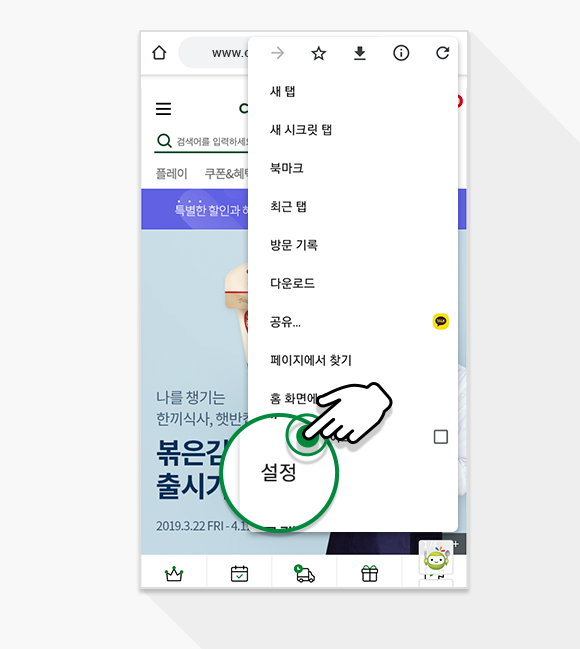 www.c
새 탭
C
새 시크릿 탭
검색어를 입력하세
북마크
플레이 쿠폰&혜택
최근 탭
특별한 할인과
방문 기록
다운로드
공유...
TALK
페이지에서 찾기
나를 챙기는
홈 화면에
한끼식사, 햇반
볶은김
설정
출시기
2019.3.22 FRI - 4.1